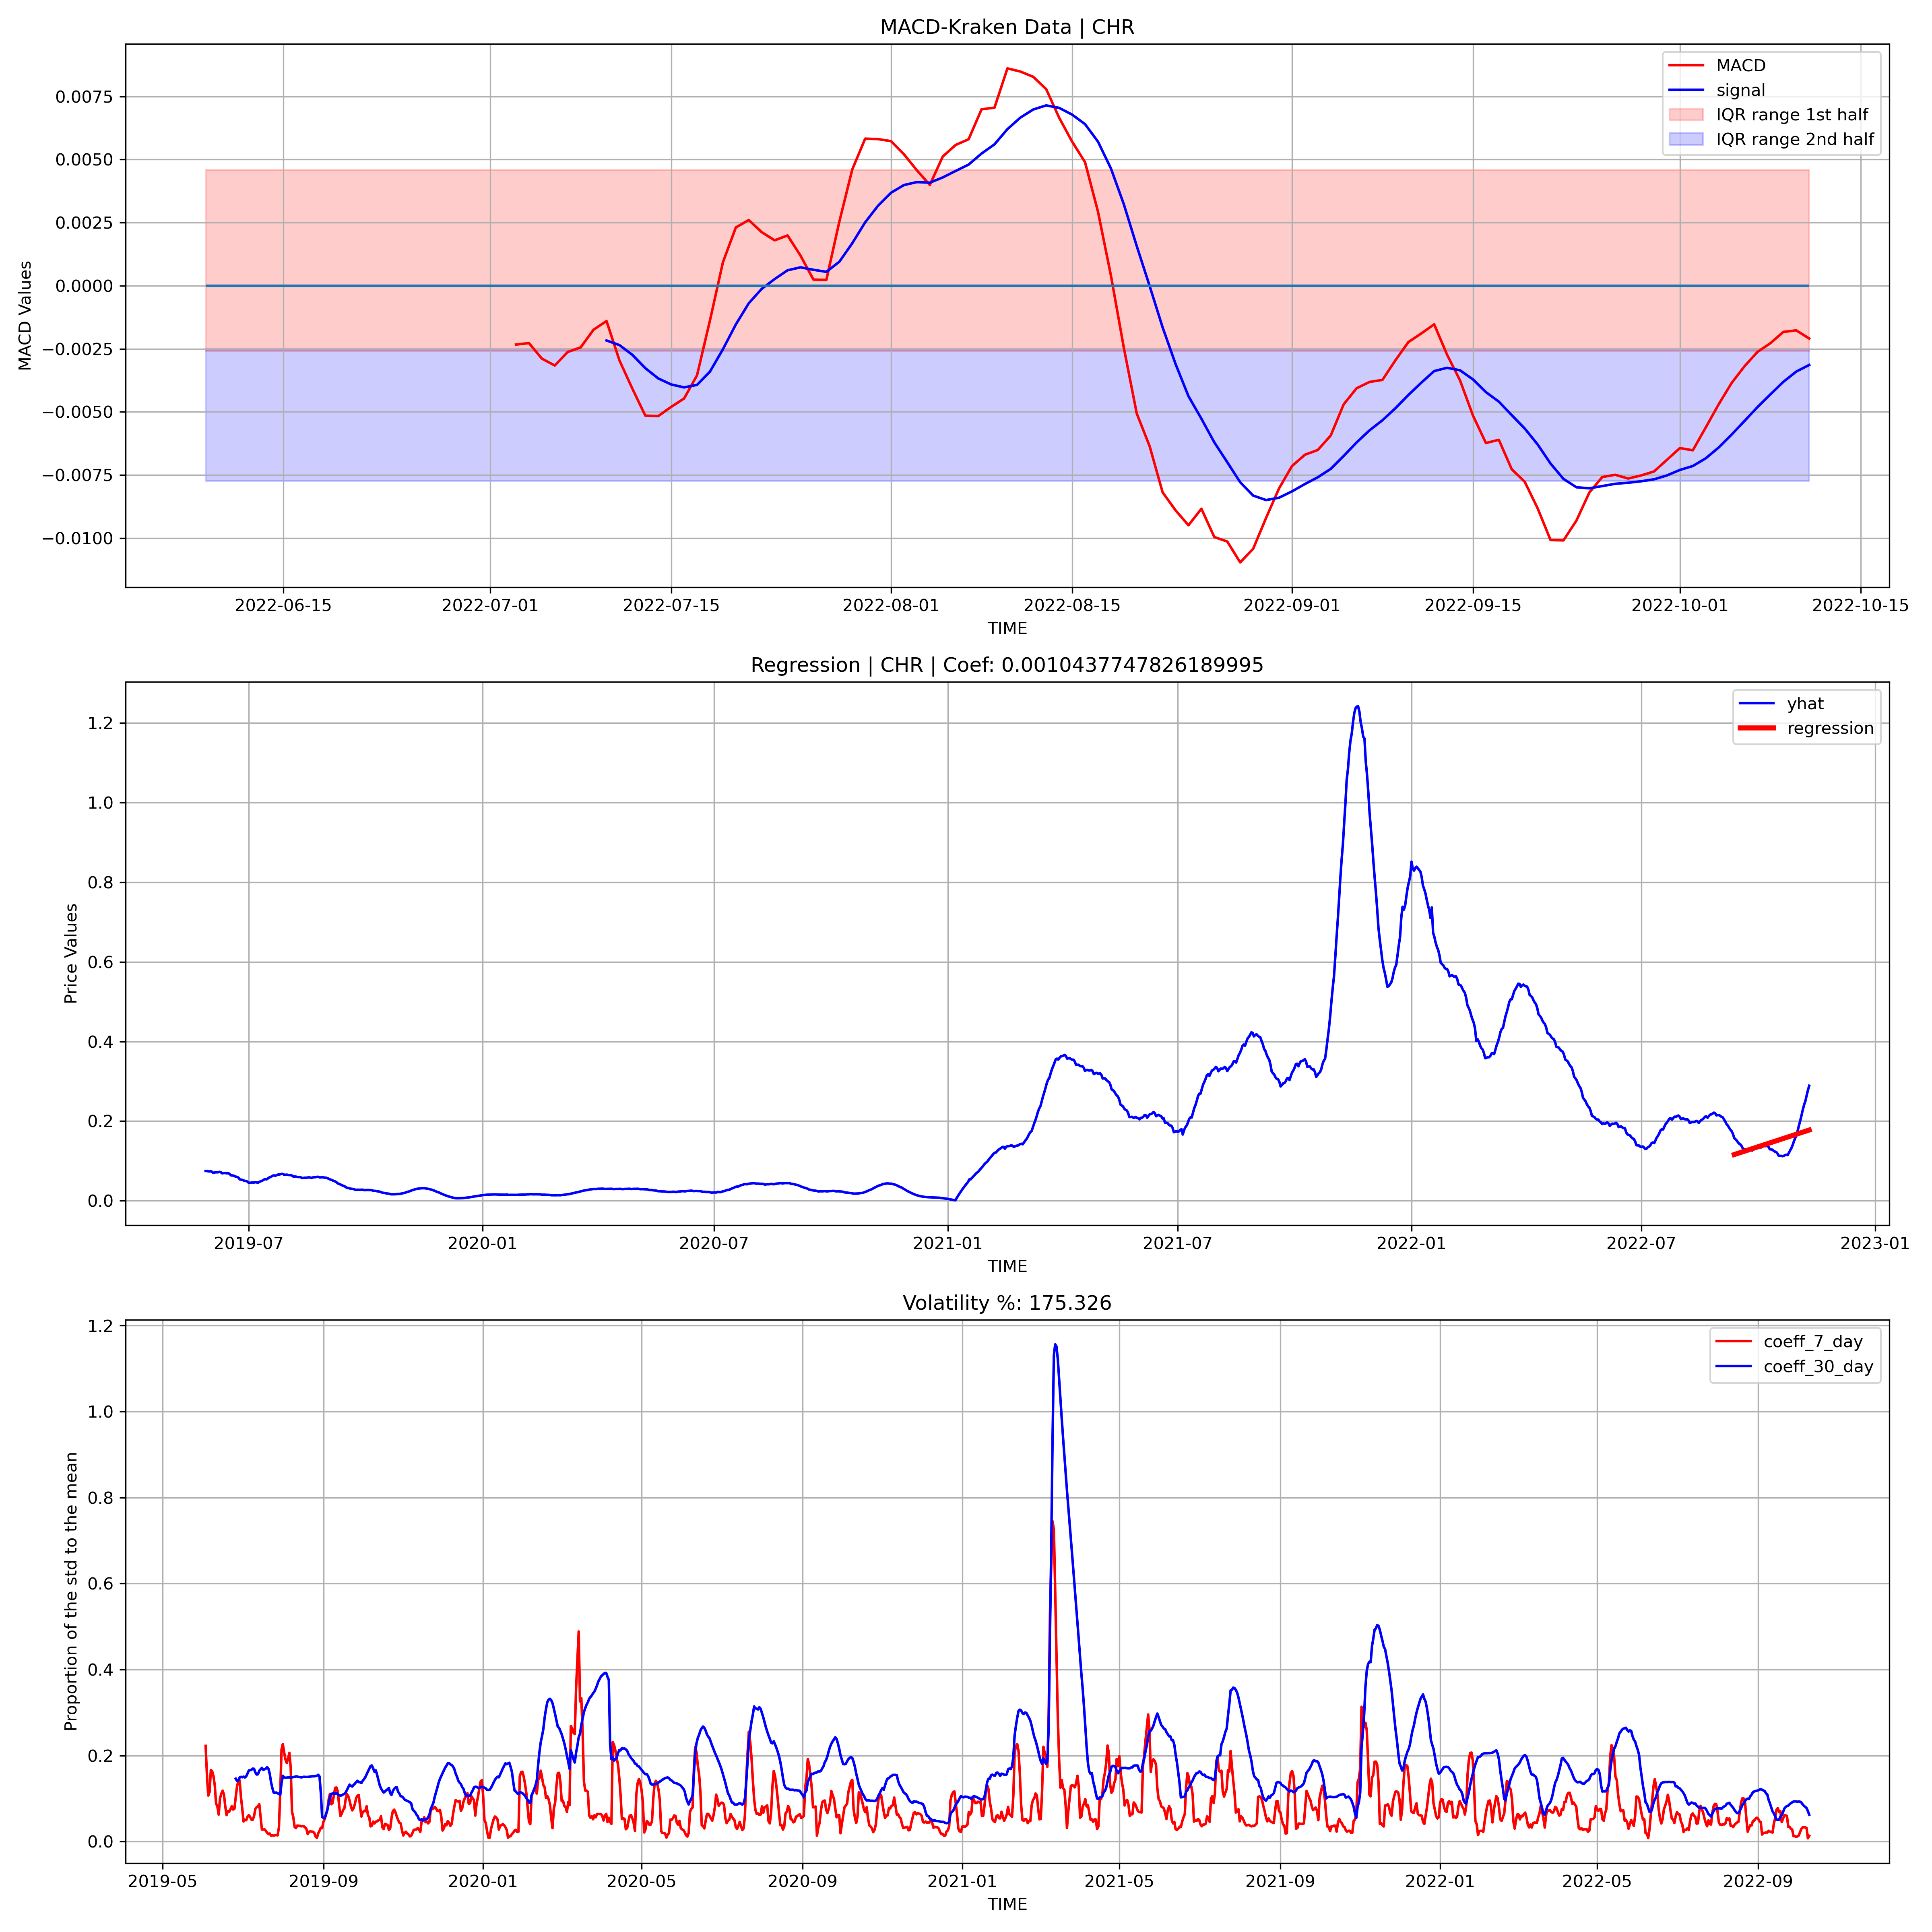 MACD-Kraken Data | CHR
MACD
signal
IQR range 1st half
IQR range 2nd half
MACD Values
0.0075
0.0050
0.0025
0.0000
−0.0025
−0.0050
−0.0075
−0.0100
2022-06-15 2022-07-01 2022-07-15 2022-08-01 2022-08-15 2022-09-01 2022-09-15 2022-10-01 2022-10-15
TIME
Regression | CHR | Coef: 0.0010437747826189995
yhat
regression
Price Values
1.2
1.0
0.8
0.6
0.4
0.2
0.0
2019-07 2020-01 2020-07 2021-01 2021-07 2022-01 2022-07 2023-01
TIME
Volatility %: 175.326
coeff_7_day
coeff_30_day
Proportion of the std to the mean
1.2
1.0
0.8
0.6
0.4
0.2
0.0
2019-05 2019-09 2020-01 2020-05 2020-09 2021-01 2021-05 2021-09 2022-01 2022-05 2022-09
TIME